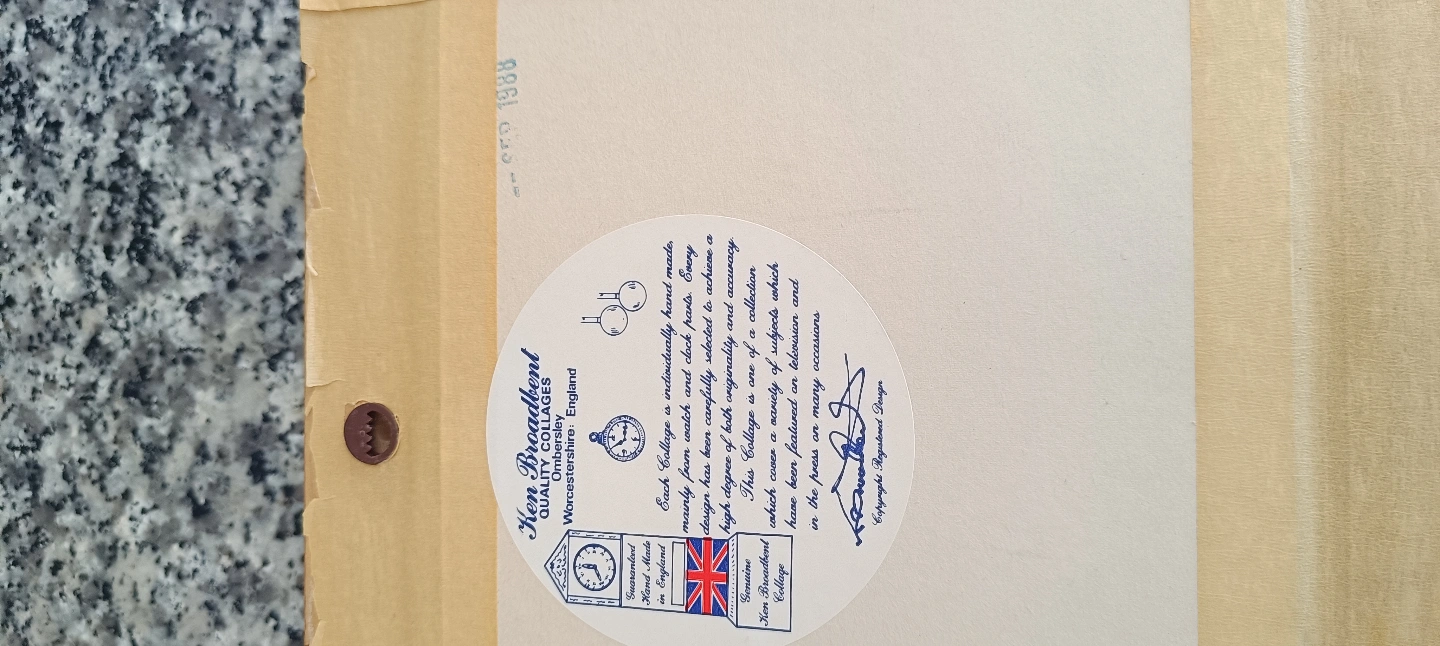 SEP 1988
Ken Broadbent
QUALITY COLLAGES
Ombersley
Worcestershire: England
Each Collage is individually hand made,
mainly from watch and clock parts. Every
design has been carefully selected to achieve a
high degree of both originality and accuracy.
This Collage is one of a collection
which cover a variety of subjects which
have been featured on television and
in the press on many occasions
Copyright Registered Design
Guaranteed
Hand Made
in England
Genuine
Ken Broadbent
Collage